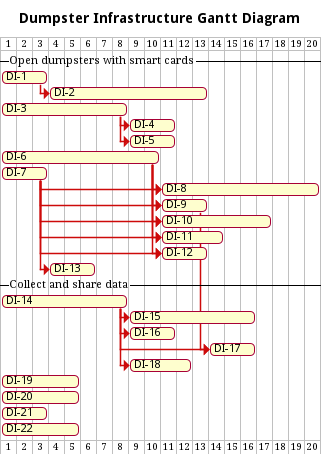 Dumpster Infrastructure Gantt Diagram
1 2 3 4 5 6 7 8 9 10 11 12 13 14 15 16 17 18 19 20
Open dumpsters with smart cards
DI-1
DI-2
DI-3
DI-4
DI-5
DI-6
DI-7
DI-8
DI-9
DI-10
DI-11
DI-12
DI-13
Collect and share data
DI-14
DI-15
DI-16
DI-17
DI-18
DI-19
DI-20
DI-21
DI-22
1 2 3 4 5 6 7 8 9 10 11 12 13 14 15 16 17 18 19 20